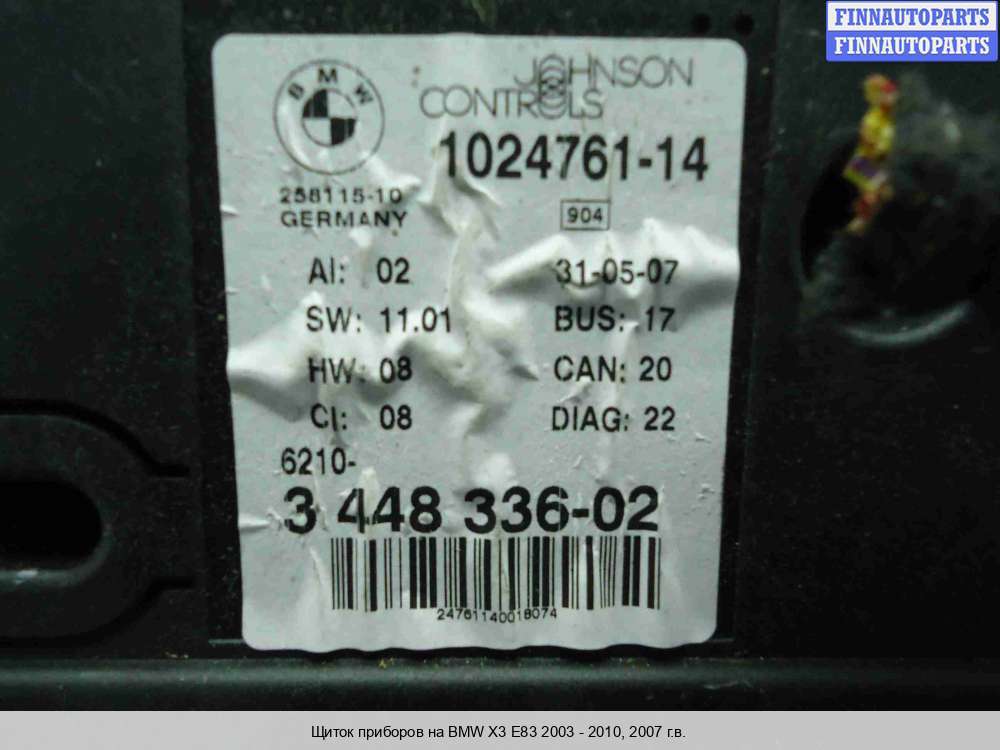 FINNAUTOPARTS
FINNAUTOPARTS
BMW
JOHNSON
CONTROLS
1024761-14
258115-10
GERMANY
904
AI: 02 31-05-07
SW: 11.01 BUS: 17
HW: 08 CAN: 20
CI: 08 DIAG: 22
6210-
3 448 336-02
24761140018074
Щиток приборов на BMW X3 E83 2003 - 2010, 2007 г.в.